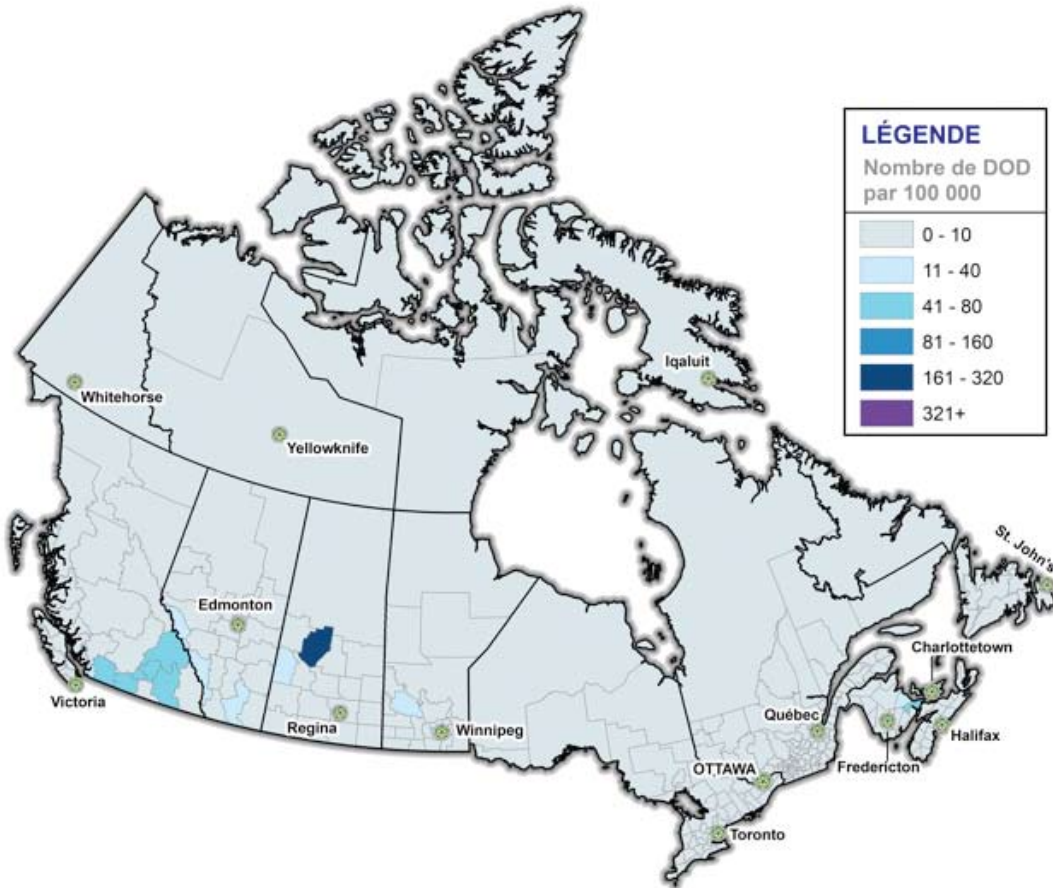 LÉGENDE
Nombre de DOD
par 100 000
0 - 10
11 - 40
41 - 80
81 - 160
161 - 320
321+
Iqaluit
Whitehorse
Yellowknife
St. John's
Edmonton
Charlottetown
Victoria
Regina
Winnipeg
Québec
Halifax
Fredericton
OTTAWA
Toronto